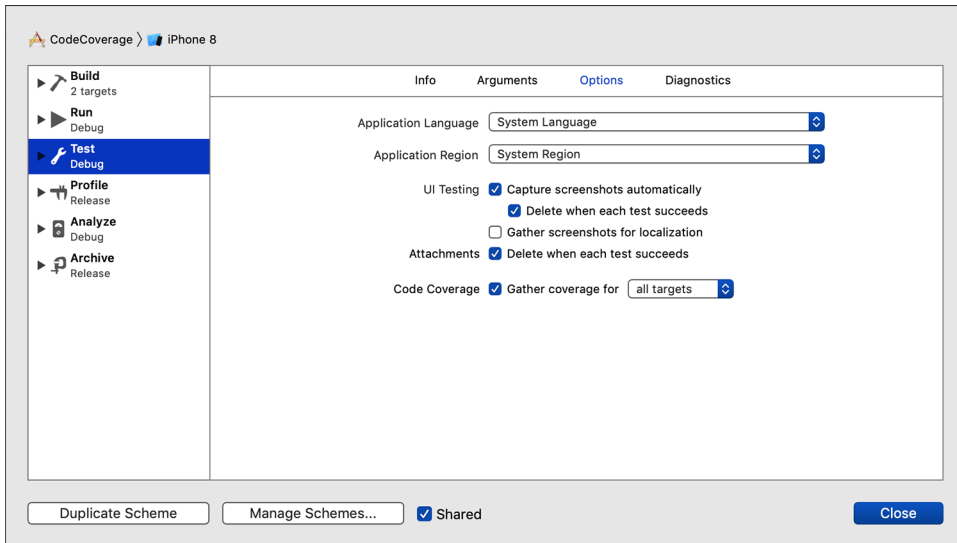 CodeCoverage 〉 iPhone 8
Build
2 targets
Run
Debug
Test
Debug
Profile
Release
Analyze
Debug
Archive
Release
Info Arguments Options Diagnostics
Application Language System Language
Application Region System Region
UI Testing Capture screenshots automatically
Delete when each test succeeds
Gather screenshots for localization
Attachments Delete when each test succeeds
Code Coverage Gather coverage for all targets
Duplicate Scheme Manage Schemes... Shared Close